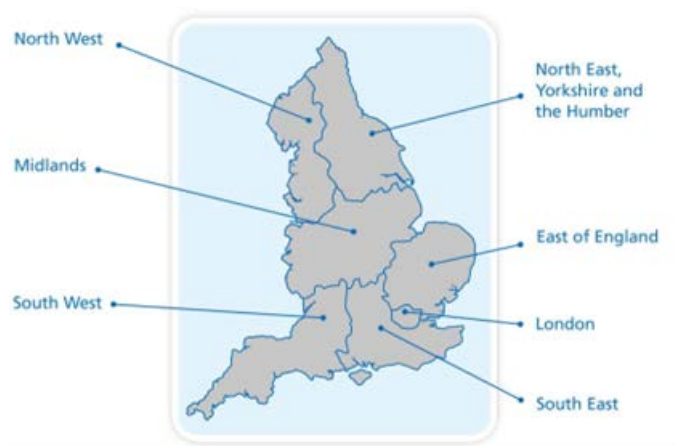 North West
Midlands
South West
North East,
Yorkshire and
the Humber
East of England
London
South East